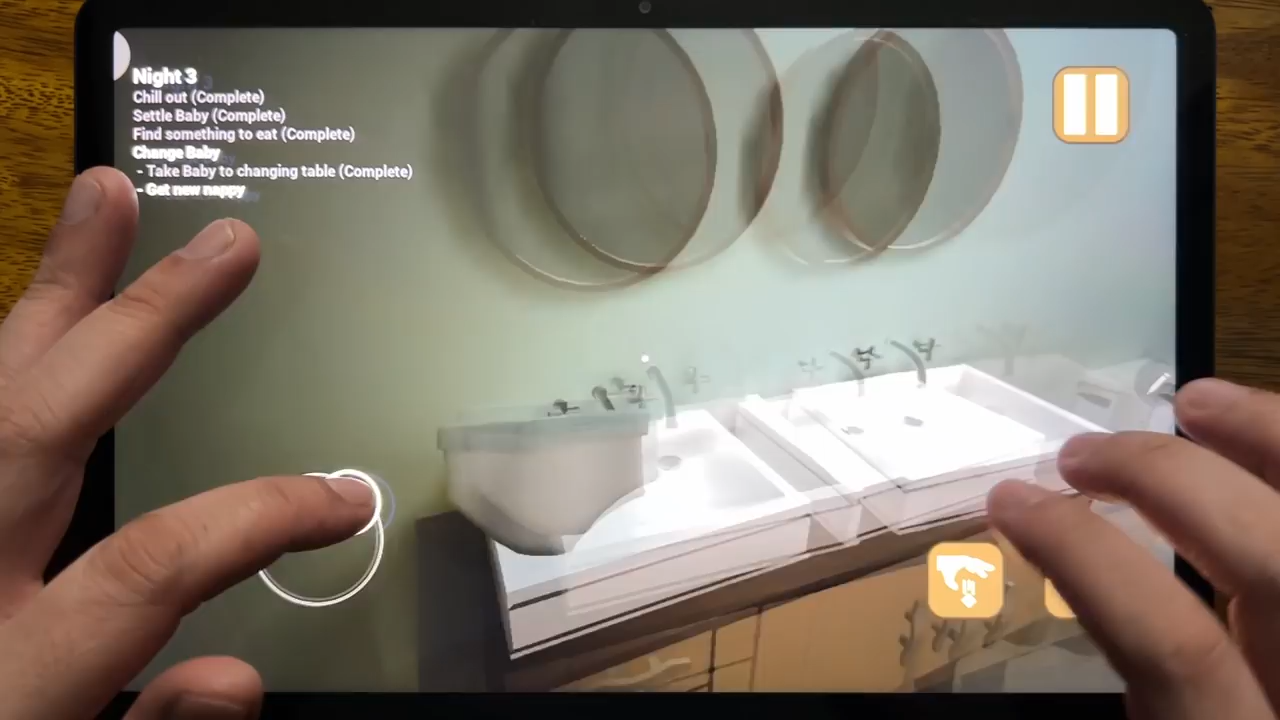 Night 3
Chill out (Complete)
Settle Baby (Complete)
Find something to eat (Complete)
Change Baby
- Take Baby to changing table (Complete)
- Get new nappy